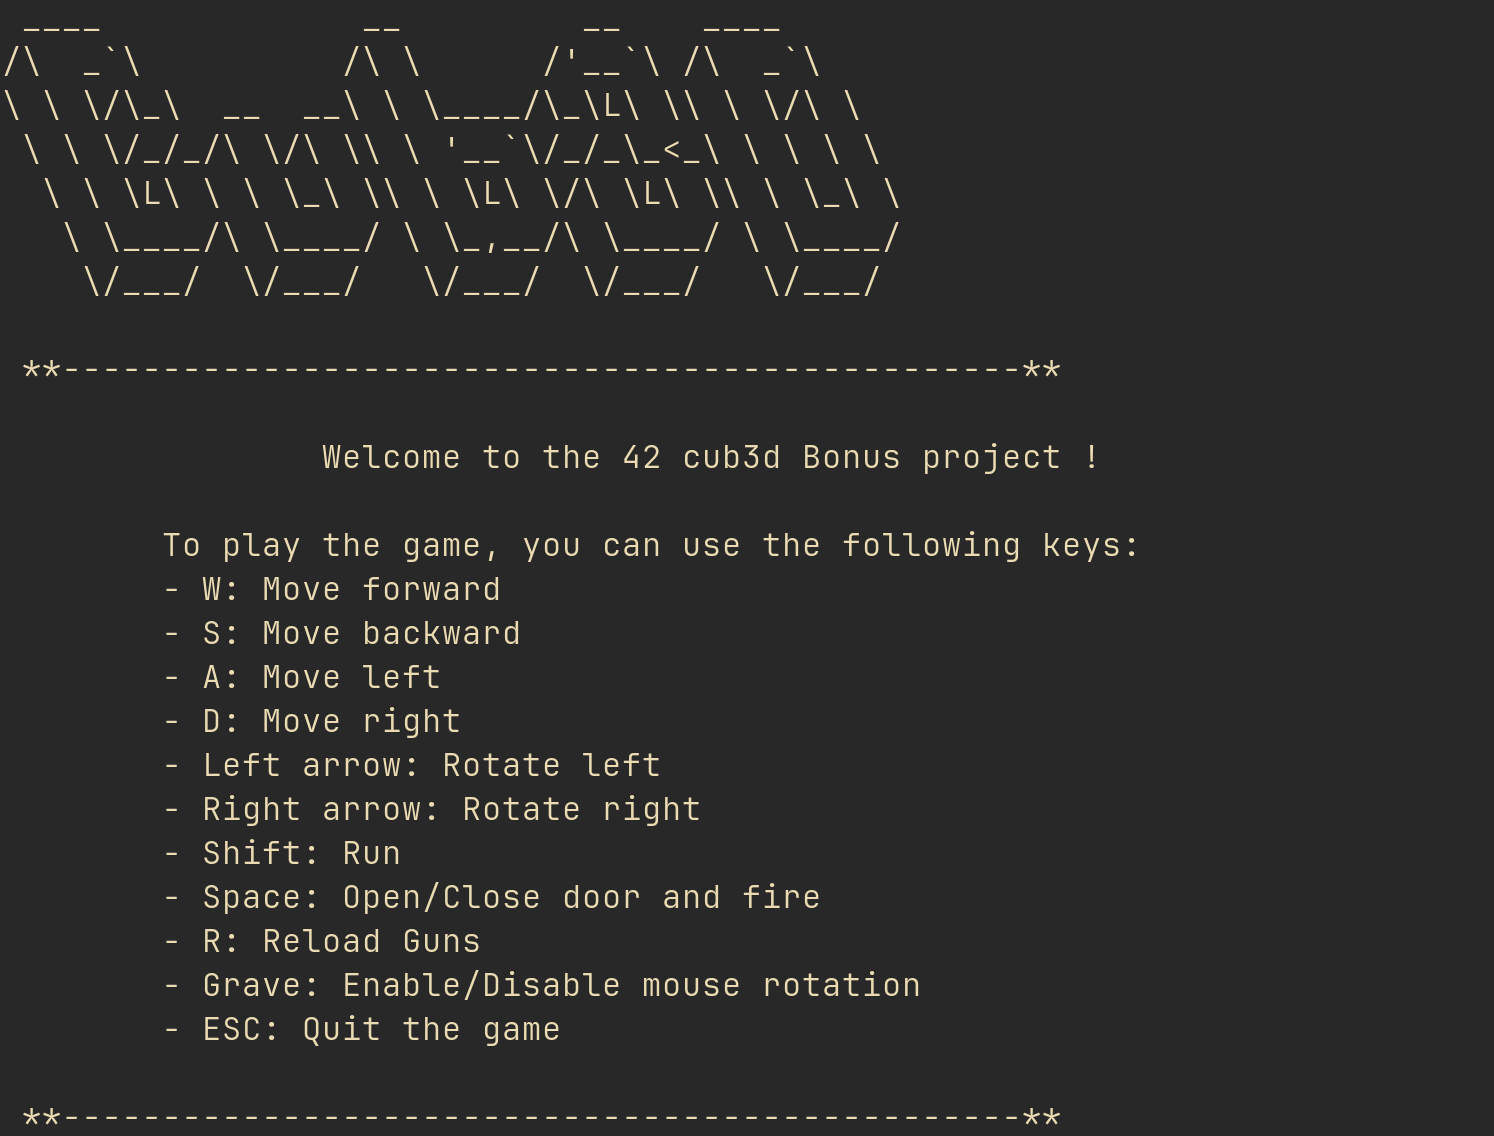 ____             __         __    ____
/\  _`\          /\ \      /'__`\ /\  _`\
\ \ \/\_\  __  __\ \ \____/\_\L\ \\ \ \/\ \
 \ \ \/_/_/\ \/\ \\ \ '__`\/_/_\_<_\ \ \ \ \
  \ \ \L\ \ \ \_\ \\ \ \L\ \/\ \L\ \\ \ \_\ \
   \ \____/\ \____/ \ \_,__/\ \____/ \ \____/
    \/___/  \/___/   \/___/  \/___/   \/___/
**------------------------------------------------**
Welcome to the 42 cub3d Bonus project !
To play the game, you can use the following keys:
- W: Move forward
- S: Move backward
- A: Move left
- D: Move right
- Left arrow: Rotate left
- Right arrow: Rotate right
- Shift: Run
- Space: Open/Close door and fire
- R: Reload Guns
- Grave: Enable/Disable mouse rotation
- ESC: Quit the game
**------------------------------------------------**